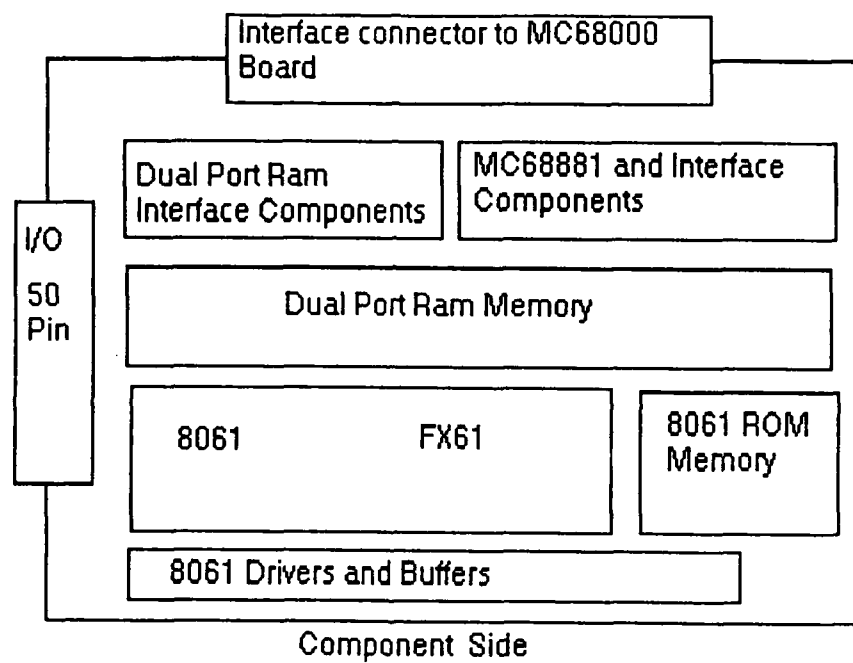 Interface connector to MC68000
Board
Dual Port Ram
Interface Components
MC68881 and Interface
Components
I/O
50
Pin
Dual Port Ram Memory
8061
FX61
8061 ROM
Memory
8061 Drivers and Buffers
Component Side